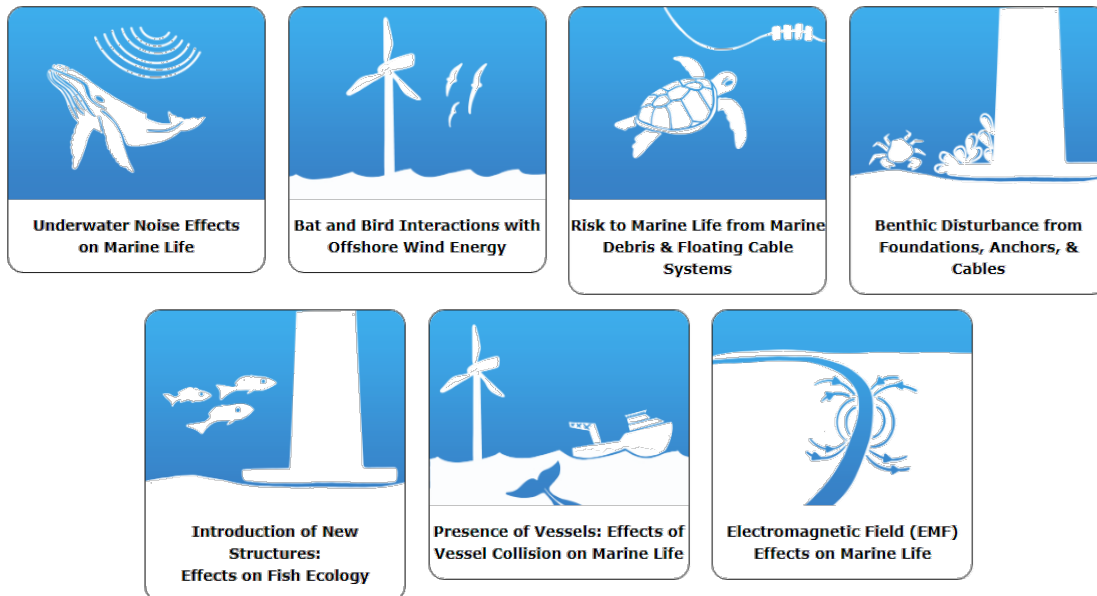 Underwater Noise Effects
on Marine Life
Bat and Bird Interactions with
Offshore Wind Energy
Risk to Marine Life from Marine
Debris & Floating Cable
Systems
Benthic Disturbance from
Foundations, Anchors, &
Cables
Introduction of New
Structures:
Effects on Fish Ecology
Presence of Vessels: Effects of
Vessel Collision on Marine Life
Electromagnetic Field (EMF)
Effects on Marine Life